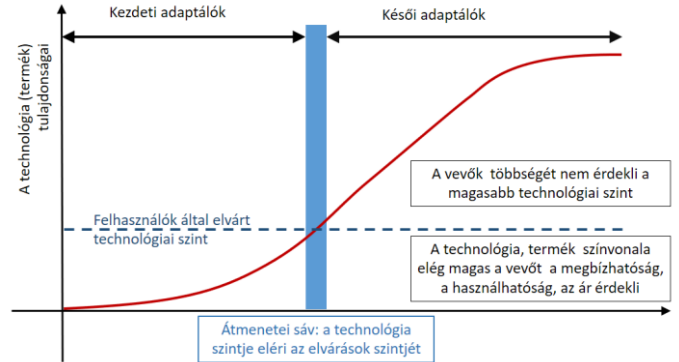 Kezdeti adaptálók
Késői adaptálók
A technológia (termék)
tulajdonságai
A vevők többségét nem érdekli a
magasabb technológiai szint
Felhasználók által elvárt
technológiai szint
A technológia, termék színvonala
elég magas a vevőt a megbízhatóság,
a használhatóság, az ár érdekli
Átmenetei sáv: a technológia
szintje eléri az elvárások szintjét